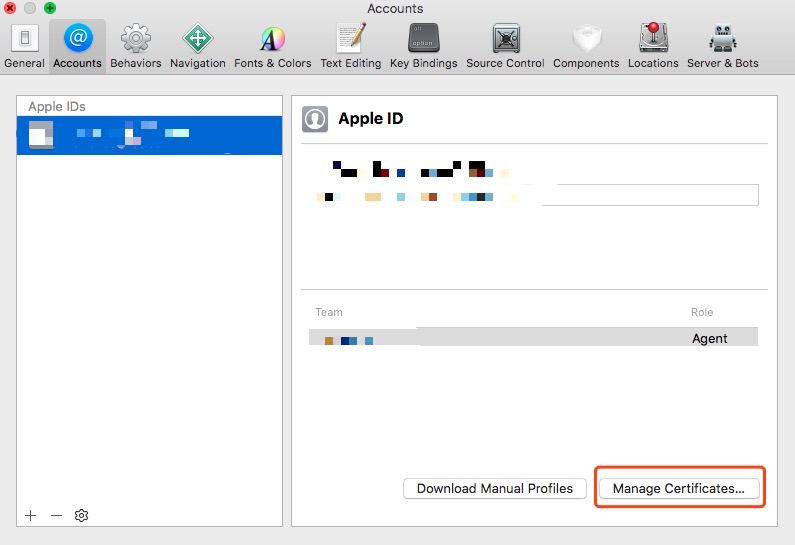 Accounts
General Accounts Behaviors Navigation Fonts & Colors Text Editing Key Bindings Source Control Components Locations Server & Bots
Apple IDs
Apple ID
Team Role
Agent
Download Manual Profiles Manage Certificates...